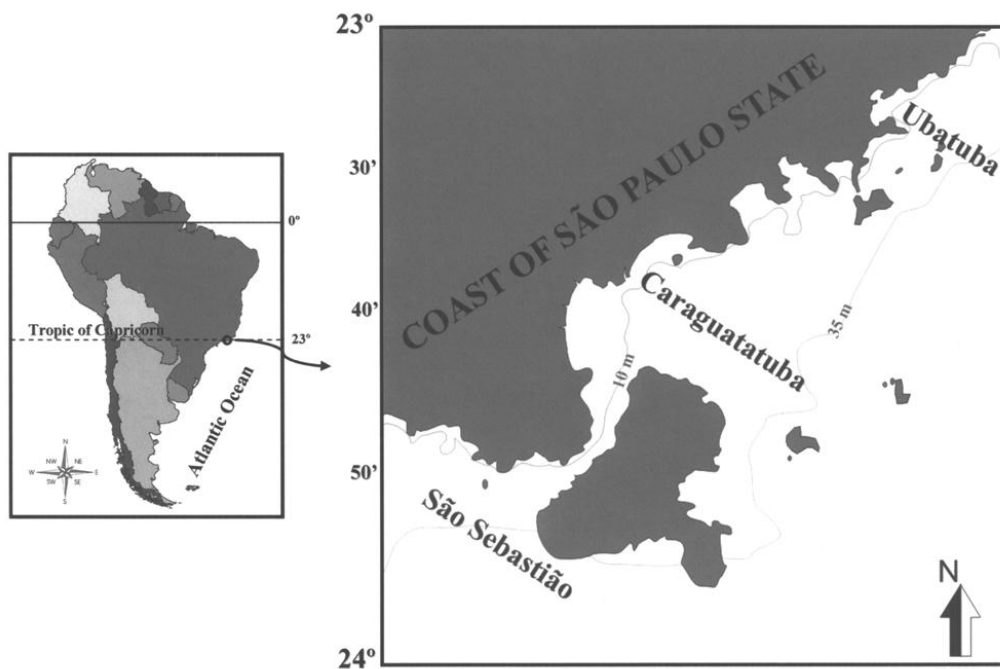 0º
Tropic of Capricorn
23º
Atlantic Ocean
N
NW
NE
W
E
SW
SE
S
23º
30'
40'
50'
24º
COAST OF SÃO PAULO STATE
Ubatuba
Caraguatatuba
São Sebastião
10 m
35 m
N